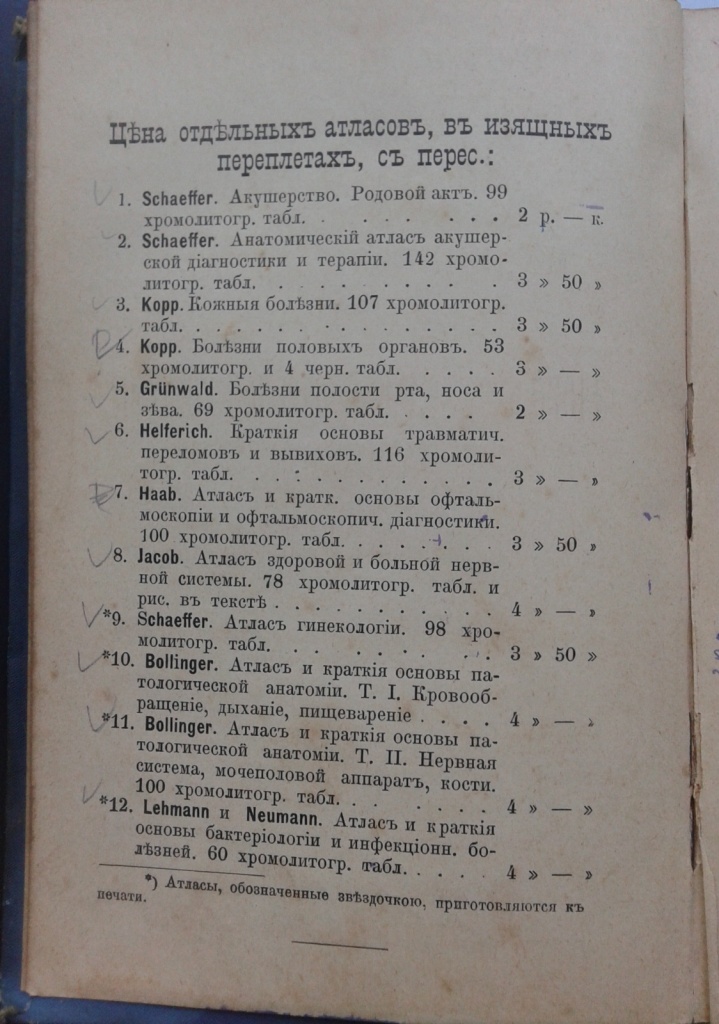 Цѣна отдѣльныхъ атласовъ, въ изящныхъ
переплетахъ, съ перес.:
1. Schaeffer. Акушерство. Родовой актъ. 99
хромолитогр. табл. . . . . . . . 2 р. — к.
2. Schaeffer. Анатомическій атласъ акушер-
ской діагностики и терапіи. 142 хромо-
литогр. табл. . . . . . . . . . . 3 » 50 »
3. Kopp. Кожныя болѣзни. 107 хромолитогр.
табл. . . . . . . . . . . . . . . 3 » 50 »
4. Kopp. Болѣзни половыхъ органовъ. 53
хромолитогр. и 4 черн. табл. . . . . . 3 » — »
5. Grünwald. Болѣзни полости рта, носа и
зѣва. 69 хромолитогр. табл. . . . . 2 » — »
6. Helferich. Краткія основы травматич.
переломовъ и вывиховъ. 116 хромоли-
тогр. табл. . . . . . . . . . . . 3 » — »
7. Haab. Атласъ и кратк. основы офталь-
москопіи и офтальмоскопич. діагностики.
100 хромолитогр. табл. . . . . . . . 3 » 50 »
8. Jacob. Атласъ здоровой и больной нерв-
ной системы. 78 хромолитогр. табл. и
рис. въ текстѣ . . . . . . . . . . 4 » — »
*9. Schaeffer. Атласъ гинекологіи. 98 хро-
молитогр. табл. . . . . . . . . . 3 » 50 »
*10. Bollinger. Атласъ и краткія основы па-
тологической анатоміи. Т. I. Кровооб-
ращеніе, дыханіе, пищевареніе . . . . 4 » — »
*11. Bollinger. Атласъ и краткія основы па-
тологической анатоміи. Т. II. Нервная
система, мочеполовой аппаратъ, кости.
100 хромолитогр. табл. . . . . . . 4 » — »
*12. Lehmann и Neumann. Атласъ и краткія
основы бактеріологіи и инфекціонн. бо-
лѣзней. 60 хромолитогр. табл. . . . . 4 » — »
*) Атласы, обозначенные звѣздочкою, приготовляются къ
печати.